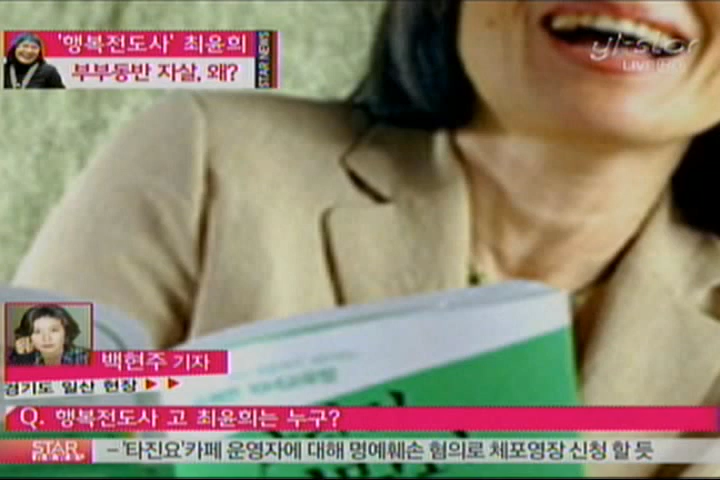 '행복전도사' 최윤희
부부동반 자살, 왜?
STAR NEWS
y-star
LIVE HD
백현주 기자
경기도 일산 현장 ▶ ▶
Q. 행복전도사 고 최윤희는 누구?
STAR
–'타진요'카페 운영자에 대해 명예훼손 혐의로 체포영장 신청 할 듯